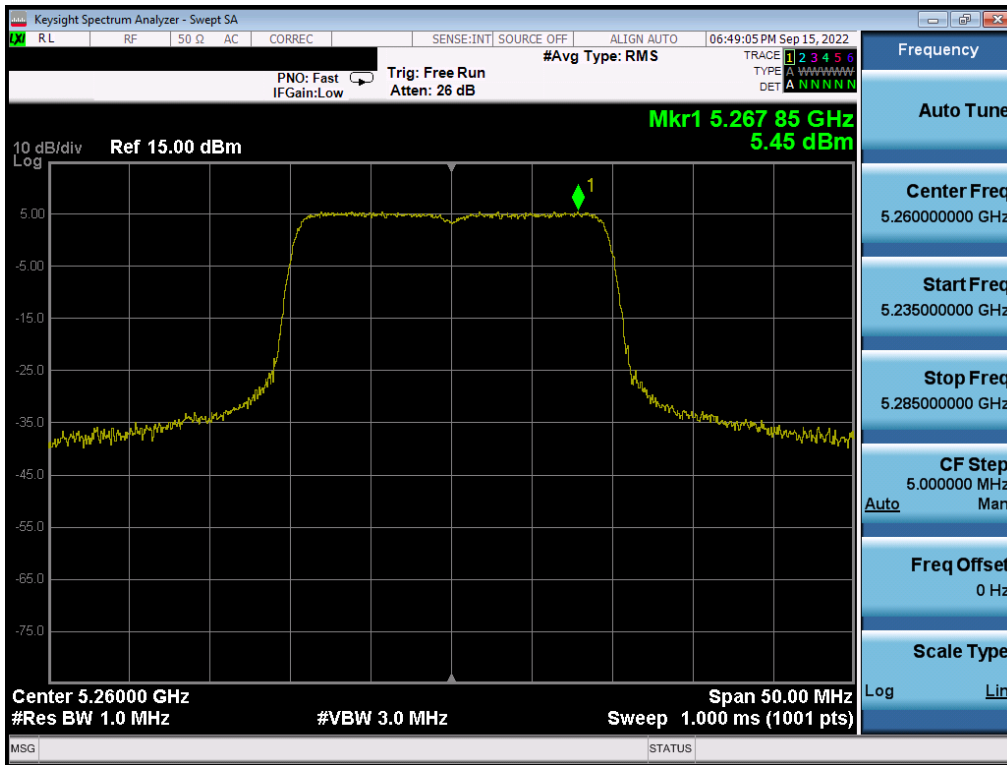 Keysight Spectrum Analyzer - Swept SA
LXI RL RF 50 Ω AC CORREC SENSE:INT SOURCE OFF ALIGN AUTO 06:49:05 PM Sep 15, 2022
#Avg Type: RMS
TRACE 1 2 3 4 5 6
TYPE A WWWWW
DET A N N N N N
PNO: Fast
IFGain:Low
Trig: Free Run
Atten: 26 dB
Mkr1 5.267 85 GHz
5.45 dBm
10 dB/div
Log
Ref 15.00 dBm
1
5.00
-5.00
-15.0
-25.0
-35.0
-45.0
-55.0
-65.0
-75.0
Center 5.26000 GHz
Span 50.00 MHz
#Res BW 1.0 MHz
#VBW 3.0 MHz
Sweep 1.000 ms (1001 pts)
MSG
STATUS
Frequency
Auto Tune
Center Freq
5.260000000 GHz
Start Freq
5.235000000 GHz
Stop Freq
5.285000000 GHz
CF Step
5.000000 MHz
Auto Man
Freq Offset
0 Hz
Scale Type
Log Lin